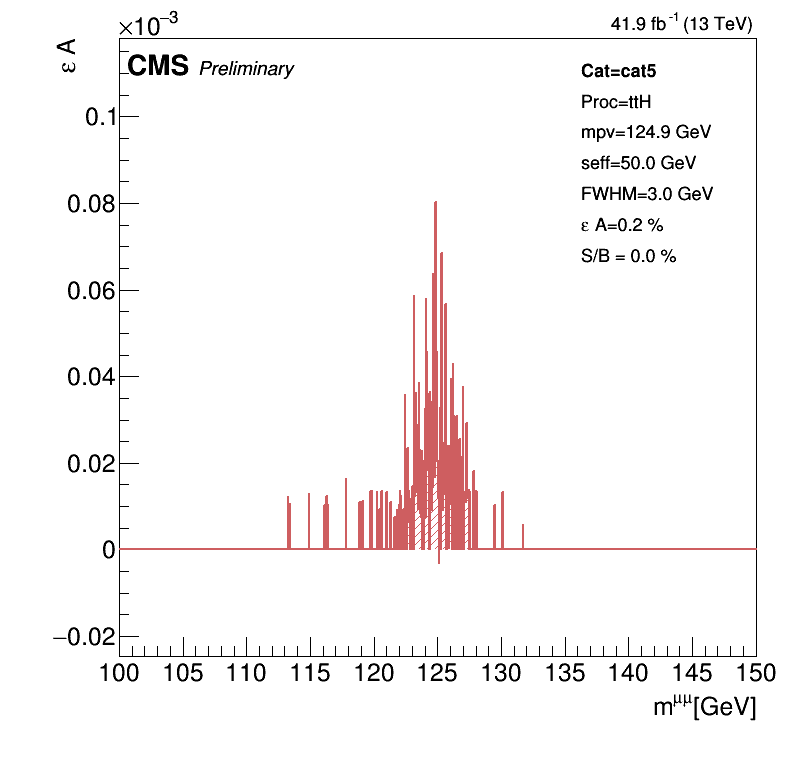 ×10⁻³
41.9 fb⁻¹ (13 TeV)
ε A
CMS Preliminary
Cat=cat5
Proc=ttH
mpv=124.9 GeV
seff=50.0 GeV
FWHM=3.0 GeV
ε A=0.2 %
S/B = 0.0 %
0.1
0.08
0.06
0.04
0.02
0
−0.02
100 105 110 115 120 125 130 135 140 145 150
m^μμ[GeV]